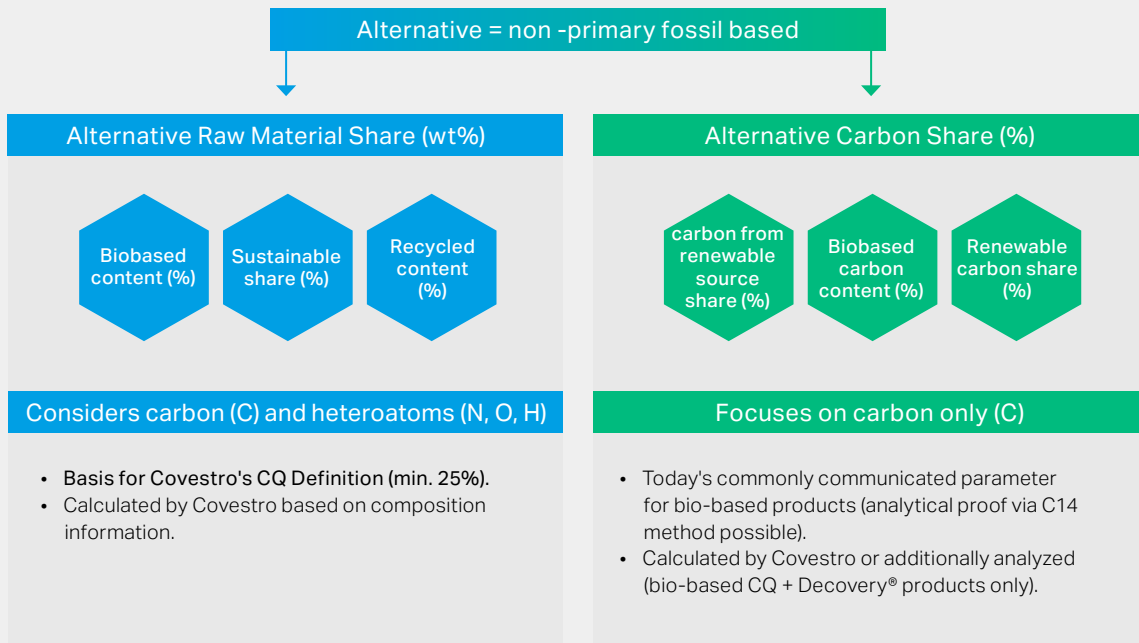 Alternative = non -primary fossil based
Alternative Raw Material Share (wt%)
Biobased
content (%)
Sustainable
share (%)
Recycled
content
(%)
Considers carbon (C) and heteroatoms (N, O, H)
• Basis for Covestro's CQ Definition (min. 25%).
• Calculated by Covestro based on composition
information.
Alternative Carbon Share (%)
carbon from
renewable
source
share (%)
Biobased
carbon
content (%)
Renewable
carbon share
(%)
Focuses on carbon only (C)
• Today's commonly communicated parameter
for bio-based products (analytical proof via C14
method possible).
• Calculated by Covestro or additionally analyzed
(bio-based CQ + Decovery® products only).